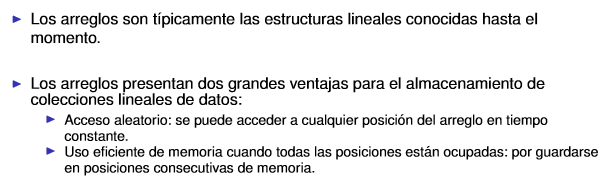 Los arreglos son típicamente las estructuras lineales conocidas hasta el
momento.
Los arreglos presentan dos grandes ventajas para el almacenamiento de
colecciones lineales de datos:
Acceso aleatorio: se puede acceder a cualquier posición del arreglo en tiempo
constante.
Uso eficiente de memoria cuando todas las posiciones están ocupadas: por guardarse
en posiciones consecutivas de memoria.